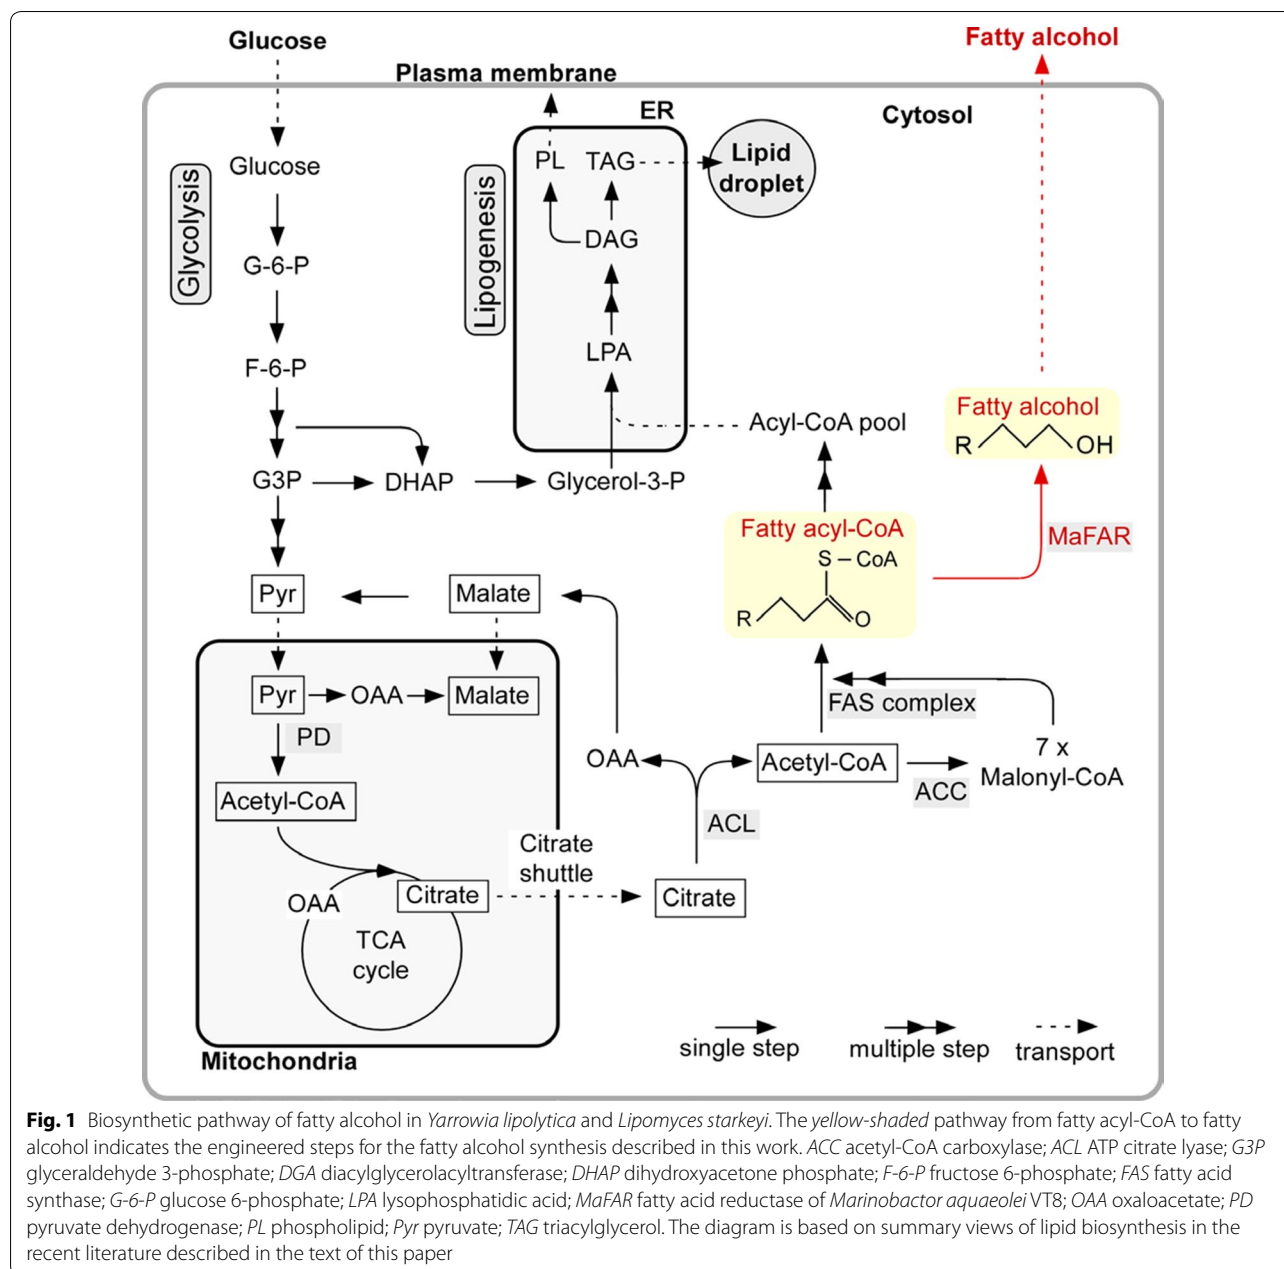 Glucose
Fatty alcohol
Plasma membrane
ER
Cytosol
Glucose
Glycolysis
Lipogenesis
PL
TAG
Lipid
droplet
DAG
G-6-P
LPA
F-6-P
Acyl-CoA pool
Fatty alcohol
R
OH
G3P
DHAP
Glycerol-3-P
Fatty acyl-CoA
S – CoA
R
O
MaFAR
Pyr
Malate
Pyr
OAA
Malate
FAS complex
PD
OAA
Acetyl-CoA
7 x
Malonyl-CoA
ACC
Acetyl-CoA
ACL
Citrate
shuttle
OAA
Citrate
Citrate
TCA
cycle
Mitochondria
single step
multiple step
transport
Fig. 1 Biosynthetic pathway of fatty alcohol in Yarrowia lipolytica and Lipomyces starkeyi. The yellow-shaded pathway from fatty acyl-CoA to fatty
alcohol indicates the engineered steps for the fatty alcohol synthesis described in this work. ACC acetyl-CoA carboxylase; ACL ATP citrate lyase; G3P
glyceraldehyde 3-phosphate; DGA diacylglycerolacyltransferase; DHAP dihydroxyacetone phosphate; F-6-P fructose 6-phosphate; FAS fatty acid
synthase; G-6-P glucose 6-phosphate; LPA lysophosphatidic acid; MaFAR fatty acid reductase of Marinobactor aquaeolei VT8; OAA oxaloacetate; PD
pyruvate dehydrogenase; PL phospholipid; Pyr pyruvate; TAG triacylglycerol. The diagram is based on summary views of lipid biosynthesis in the
recent literature described in the text of this paper